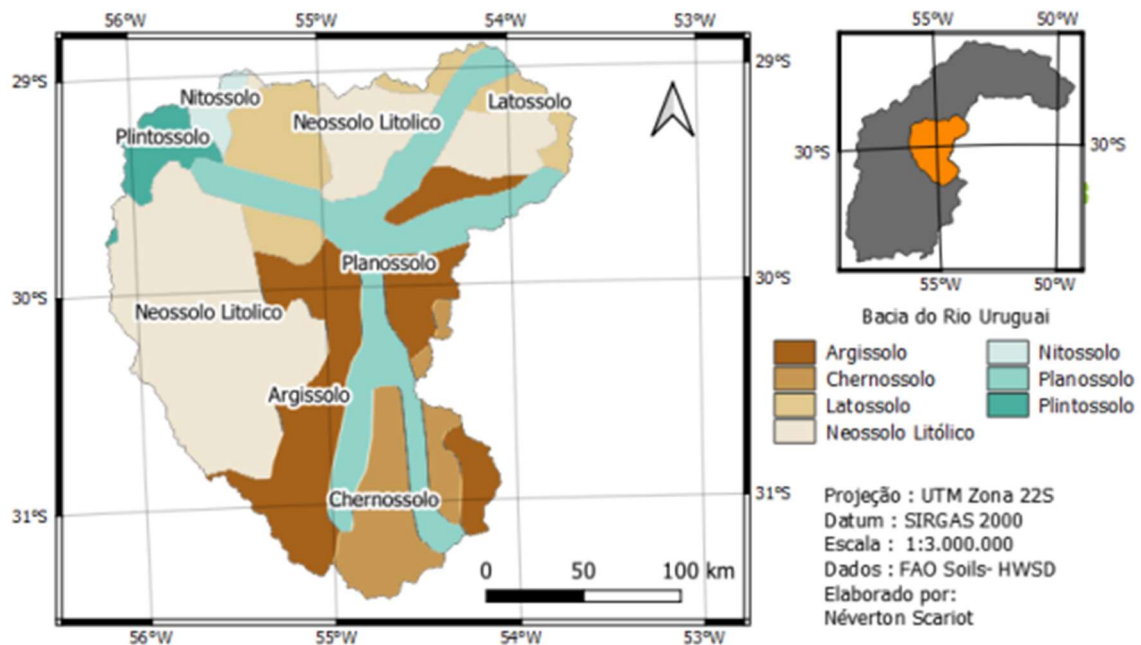 56°W 55°W 54°W 53°W
55°W 50°W
29°S
29°S
Nitossolo
Latossolo
Plintossolo
Neossolo Litolico
30°S
30°S
Planossolo
30°S
30°S
Neossolo Litolico
55°W 50°W
Bacia do Rio Uruguai
Argissolo
Nitossolo
Chernossolo
Planossolo
Latossolo
Plintossolo
Neossolo Litólico
Argissolo
Chernossolo
31°S
31°S
0 50 100 km
56°W 55°W 54°W 53°W
Projeção : UTM Zona 22S
Datum : SIRGAS 2000
Escala : 1:3.000.000
Dados : FAO Soils- HWSD
Elaborado por:
Néverton Scariot